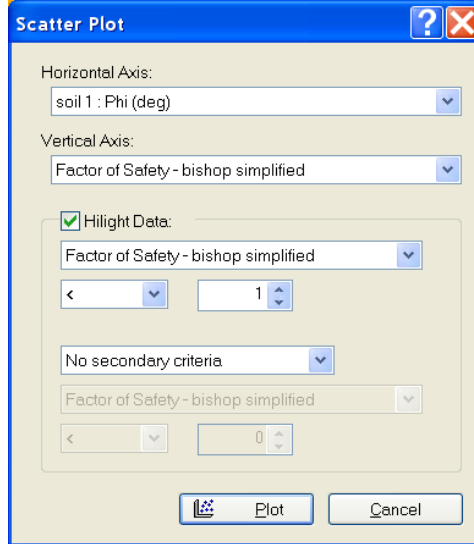 Scatter Plot
Horizontal Axis:
soil 1 : Phi (deg)
Vertical Axis:
Factor of Safety - bishop simplified
Hilight Data:
Factor of Safety - bishop simplified
< 1
No secondary criteria
Factor of Safety - bishop simplified
< 0
Plot Cancel